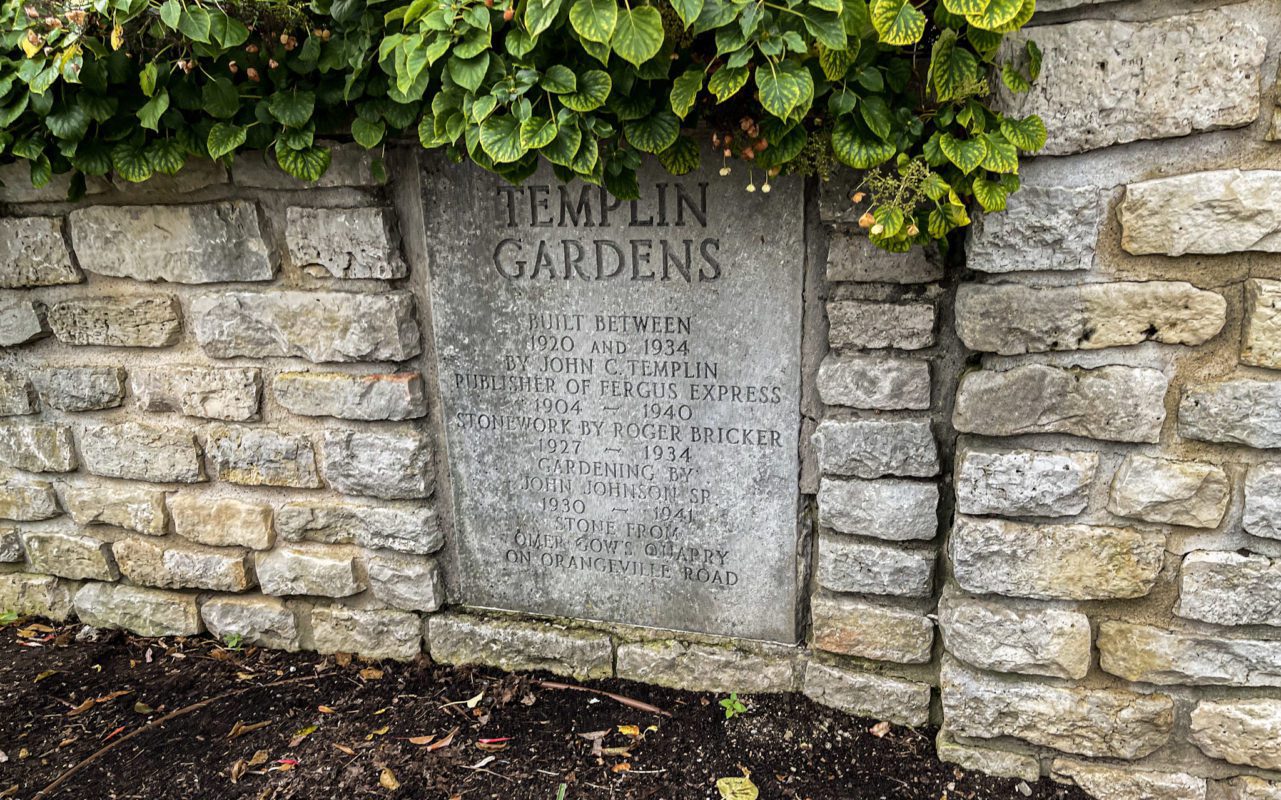 TEMPLIN
GARDENS
BUILT BETWEEN
1920 AND 1934
BY JOHN C. TEMPLIN
PUBLISHER OF FERGUS EXPRESS
1904 — 1940
STONEWORK BY ROGER BRICKER
1927 — 1934
GARDENING BY
JOHN JOHNSON SR.
1930 — 1941
STONE FROM
OMER GOW'S QUARRY
ON ORANGEVILLE ROAD